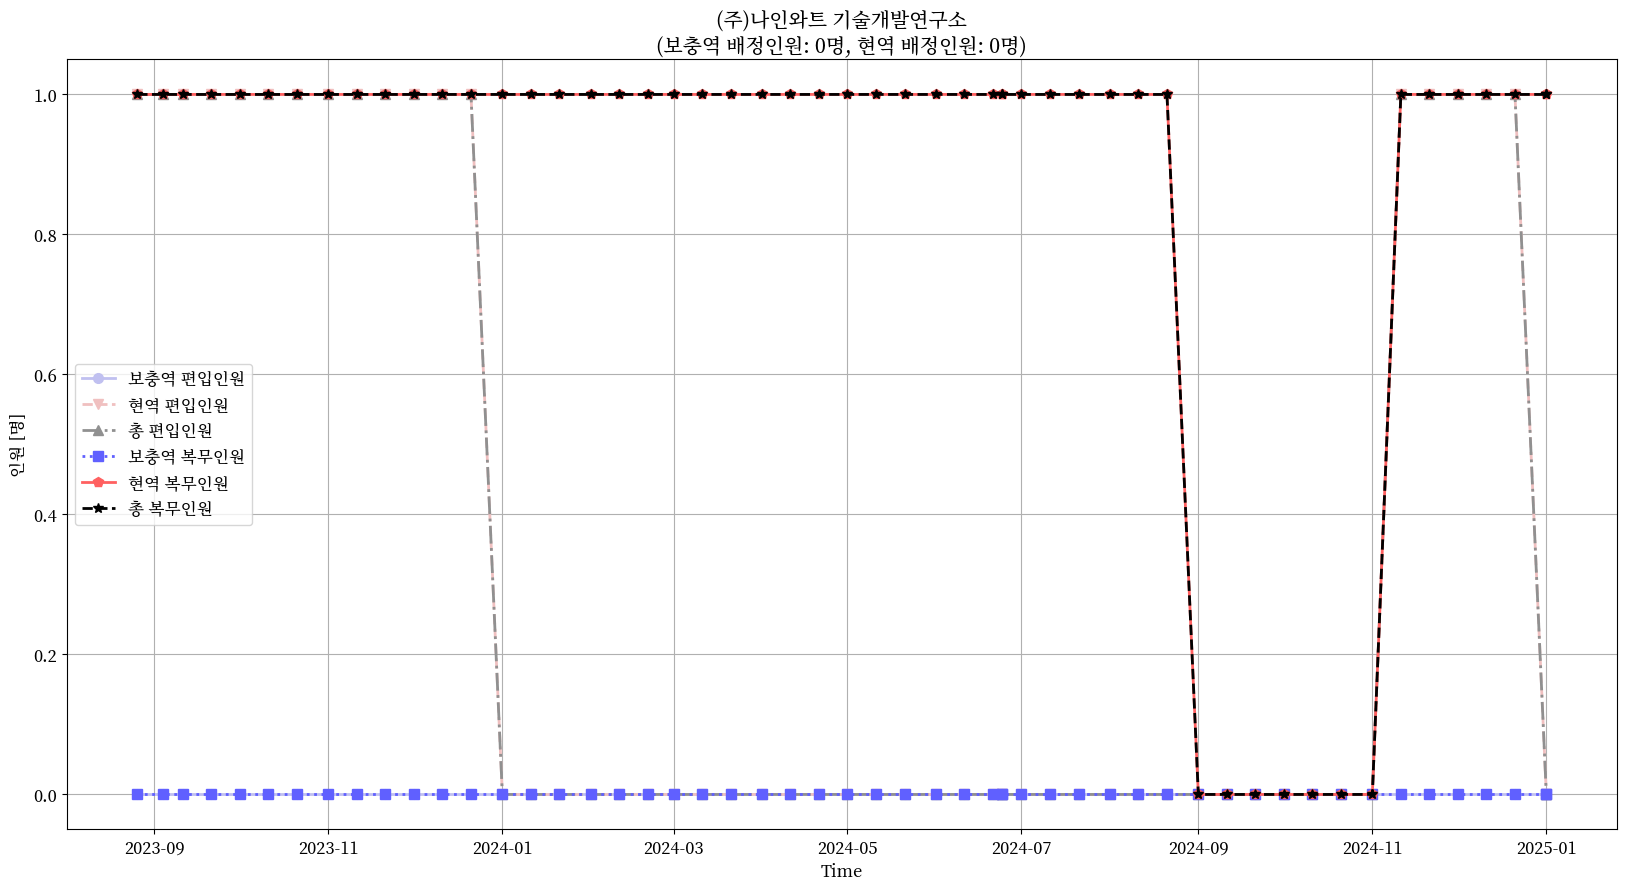 (주)나인와트 기술개발연구소
(보충역 배정인원: 0명, 현역 배정인원: 0명)
1.0
0.8
0.6
0.4
0.2
0.0
인원 [명]
보충역 편입인원
현역 편입인원
총 편입인원
보충역 복무인원
현역 복무인원
총 복무인원
2023-09
2023-11
2024-01
2024-03
2024-05
2024-07
2024-09
2024-11
2025-01
Time